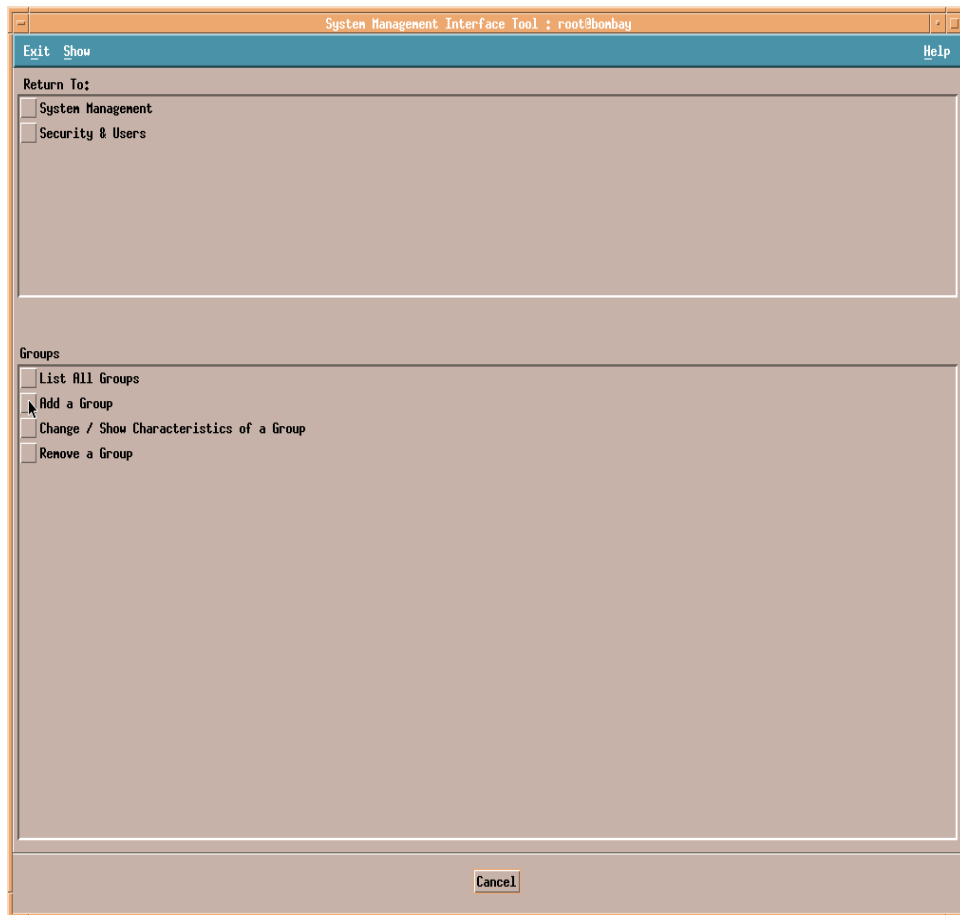 System Management Interface Tool : root@bombay
Exit Show Help
Return To:
System Management
Security & Users
Groups
List All Groups
Add a Group
Change / Show Characteristics of a Group
Remove a Group
Cancel